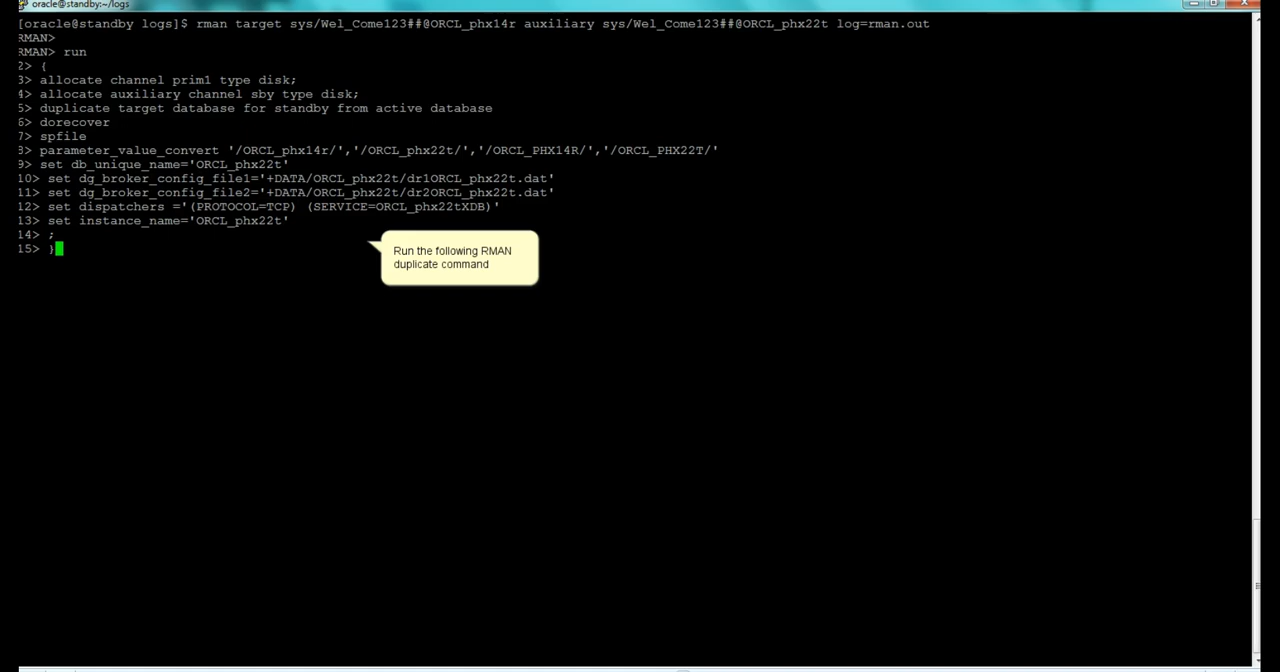 oracle@standby:~/logs
[oracle@standby logs]$ rman target sys/Wel_Come123##@ORCL_phx14r auxiliary sys/Wel_Come123##@ORCL_phx22t log=rman.out
RMAN>
RMAN> run
2> {
3> allocate channel prim1 type disk;
4> allocate auxiliary channel sby type disk;
5> duplicate target database for standby from active database
6> dorecover
7> spfile
8> parameter_value_convert '/ORCL_phx14r/','/ORCL_phx22t/','/ORCL_PHX14R/','/ORCL_PHX22T/'
9> set db_unique_name='ORCL_phx22t'
10> set dg_broker_config_file1='+DATA/ORCL_phx22t/dr1ORCL_phx22t.dat'
11> set dg_broker_config_file2='+DATA/ORCL_phx22t/dr2ORCL_phx22t.dat'
12> set dispatchers ='(PROTOCOL=TCP) (SERVICE=ORCL_phx22tXDB)'
13> set instance_name='ORCL_phx22t'
14> ;
15> }
Run the following RMAN
duplicate command